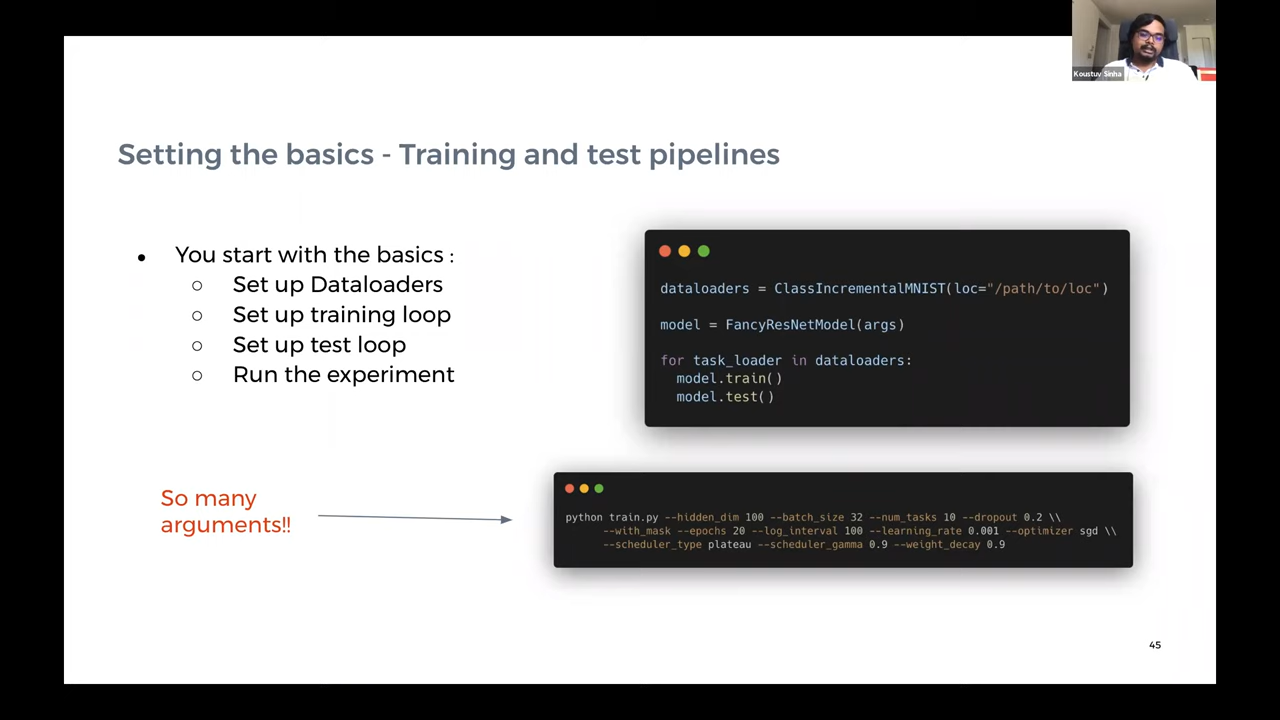 Koustuv Sinha
Setting the basics - Training and test pipelines
● You start with the basics :
○ Set up Dataloaders
○ Set up training loop
○ Set up test loop
○ Run the experiment
dataloaders = ClassIncrementalMNIST(loc="/path/to/loc")
model = FancyResNetModel(args)
for task_loader in dataloaders:
model.train()
model.test()
So many
arguments!!
python train.py --hidden_dim 100 --batch_size 32 --num_tasks 10 --dropout 0.2 \\
--with_mask --epochs 20 --log_interval 100 --learning_rate 0.001 --optimizer sgd \\
--scheduler_type plateau --scheduler_gamma 0.9 --weight_decay 0.9
45